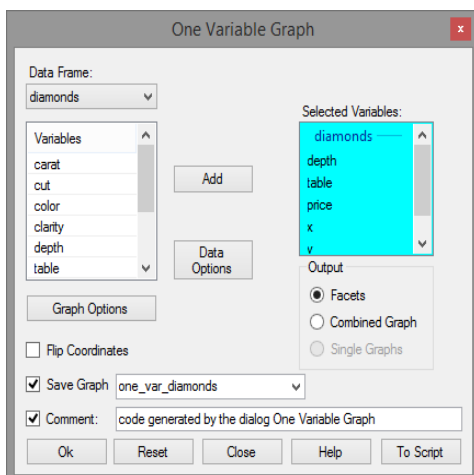 One Variable Graph
x
Data Frame:
diamonds
Variables
carat
cut
color
clarity
depth
table
Add
Data
Options
Selected Variables:
diamonds
depth
table
price
x
Graph Options
Output
Facets
Combined Graph
Single Graphs
Flip Coordinates
Save Graph one_var_diamonds
Comment: code generated by the dialog One Variable Graph
Ok Reset Close Help To Script